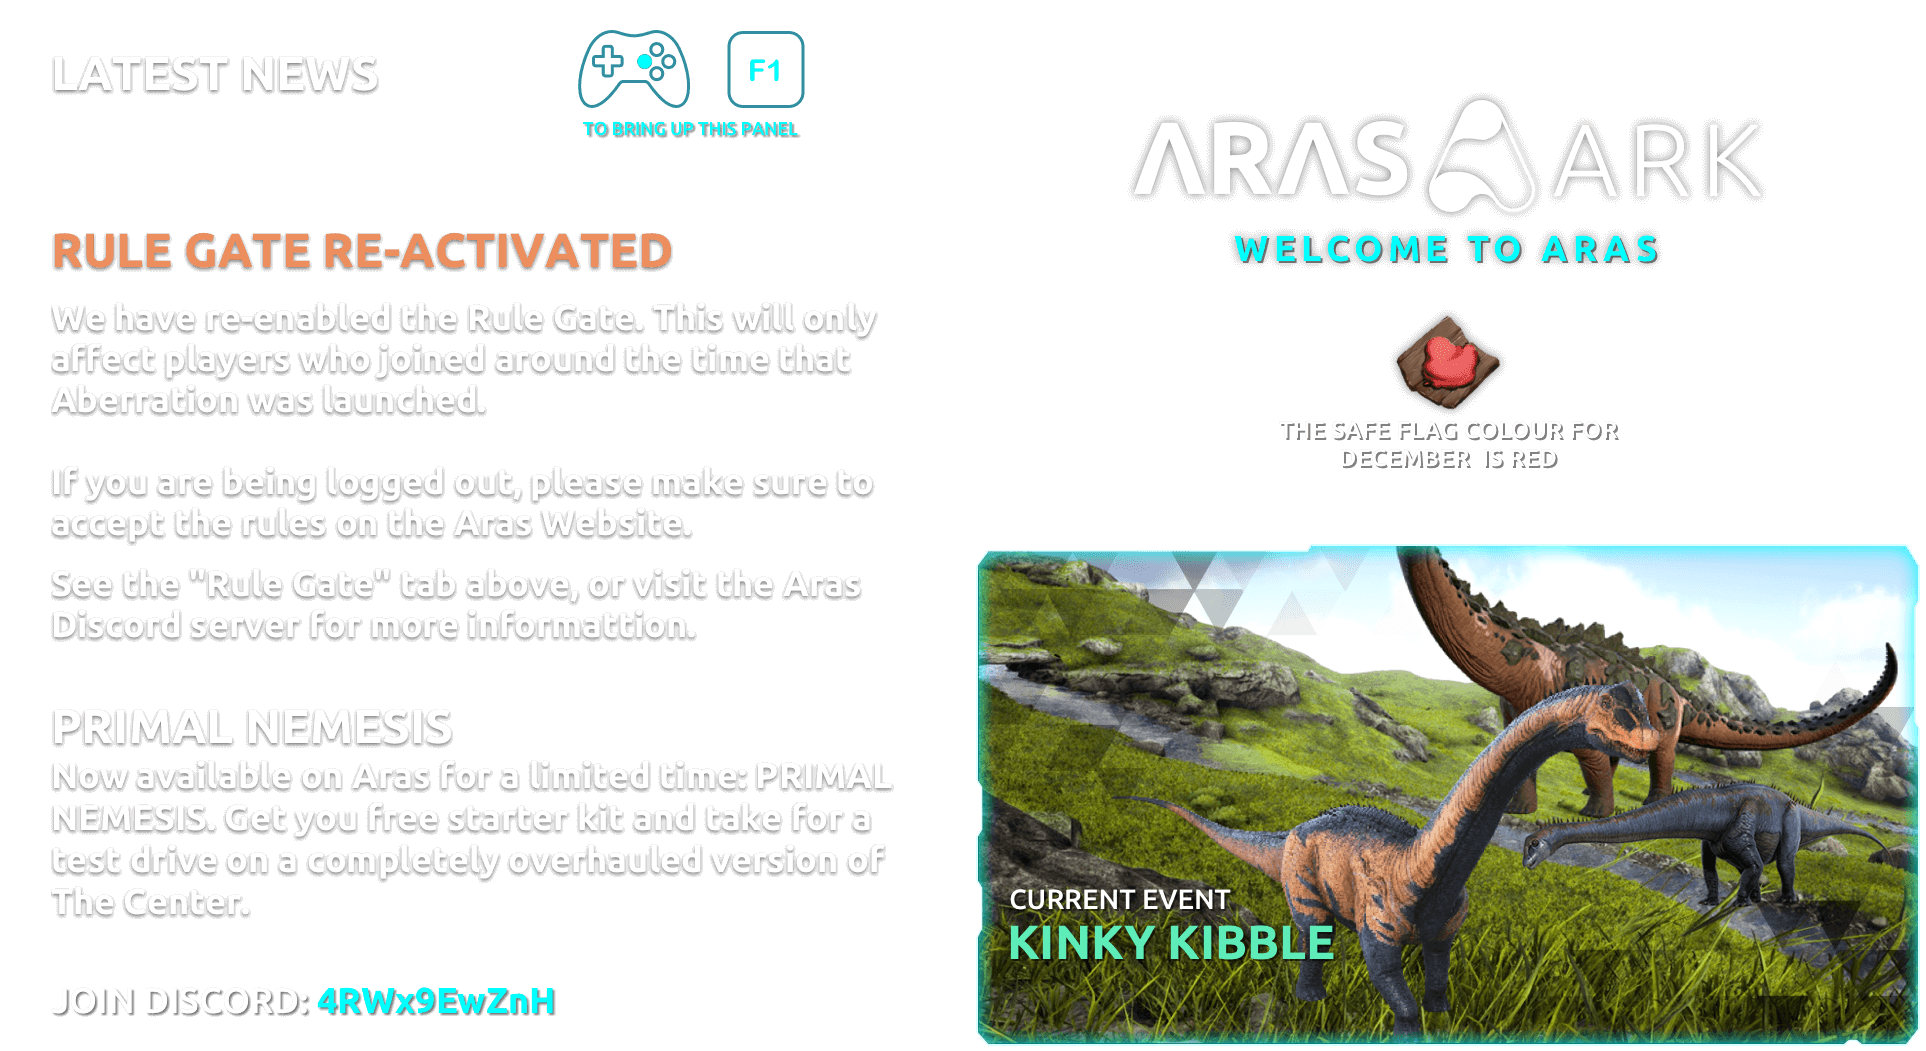 LATEST NEWS
F1
TO BRING UP THIS PANEL
RULE GATE RE-ACTIVATED
We have re-enabled the Rule Gate. This will only
affect players who joined around the time that
Aberration was launched.
If you are being logged out, please make sure to
accept the rules on the Aras Website.
See the "Rule Gate" tab above, or visit the Aras
Discord server for more informattion.
PRIMAL NEMESIS
Now available on Aras for a limited time: PRIMAL
NEMESIS. Get you free starter kit and take for a
test drive on a completely overhauled version of
The Center.
JOIN DISCORD: 4RWx9EwZnH
ARAS ARK
WELCOME TO ARAS
THE SAFE FLAG COLOUR FOR
DECEMBER IS RED
CURRENT EVENT
KINKY KIBBLE